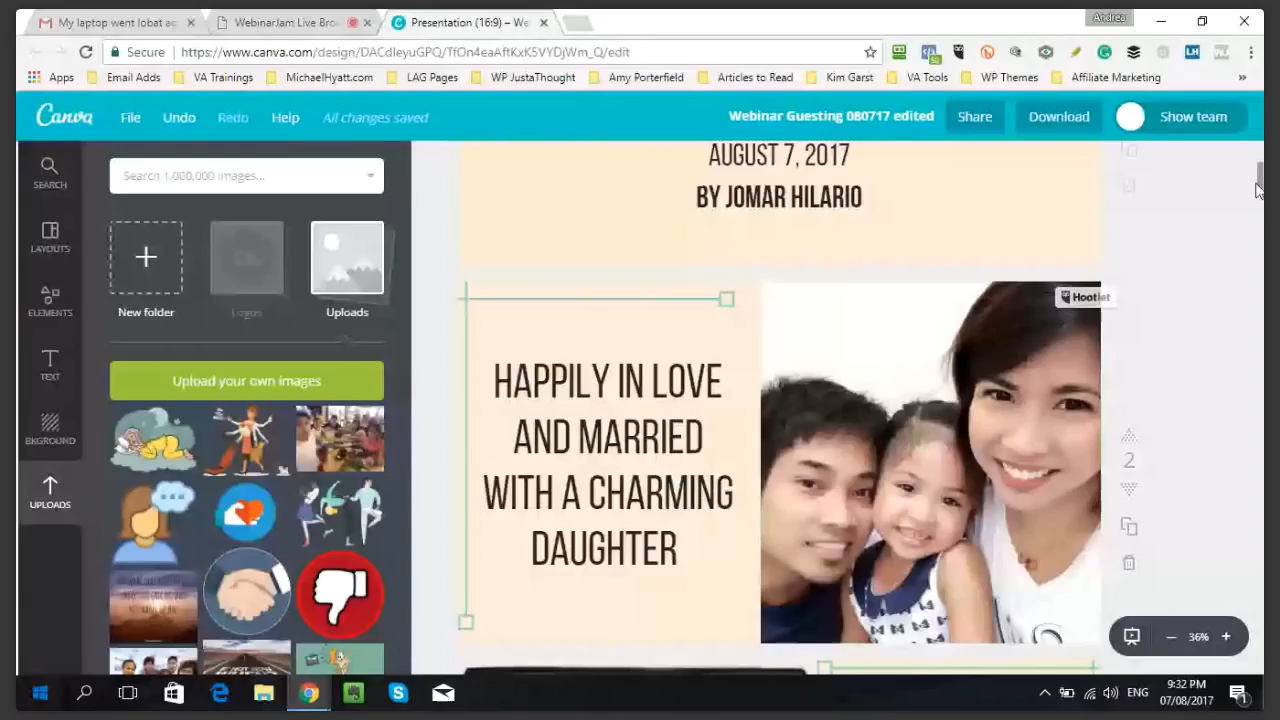 My laptop went lobat ac
WebinarJam Live Bro
Presentation (16:9) – We
Andrea
Secure
https://www.canva.com/design/DACdIeyuGPQ/TfOn4eaAftKxK5VYDjWm_Q/edit
Apps
Email Adds
VA Trainings
MichaelHyatt.com
LAG Pages
WP JustaThought
Amy Porterfield
Articles to Read
Kim Garst
VA Tools
WP Themes
Affiliate Marketing
Canva
File
Undo
Redo
Help
All changes saved
Webinar Guesting 080717 edited
Share
Download
Show team
SEARCH
LAYOUTS
ELEMENTS
TEXT
BKGROUND
UPLOADS
Search 1,000,000 images...
New folder
Logos
Uploads
Upload your own images
AUGUST 7, 2017
BY JOMAR HILARIO
HAPPILY IN LOVE
AND MARRIED
WITH A CHARMING
DAUGHTER
Hootlet
2
36%
ENG
9:32 PM
07/08/2017
1